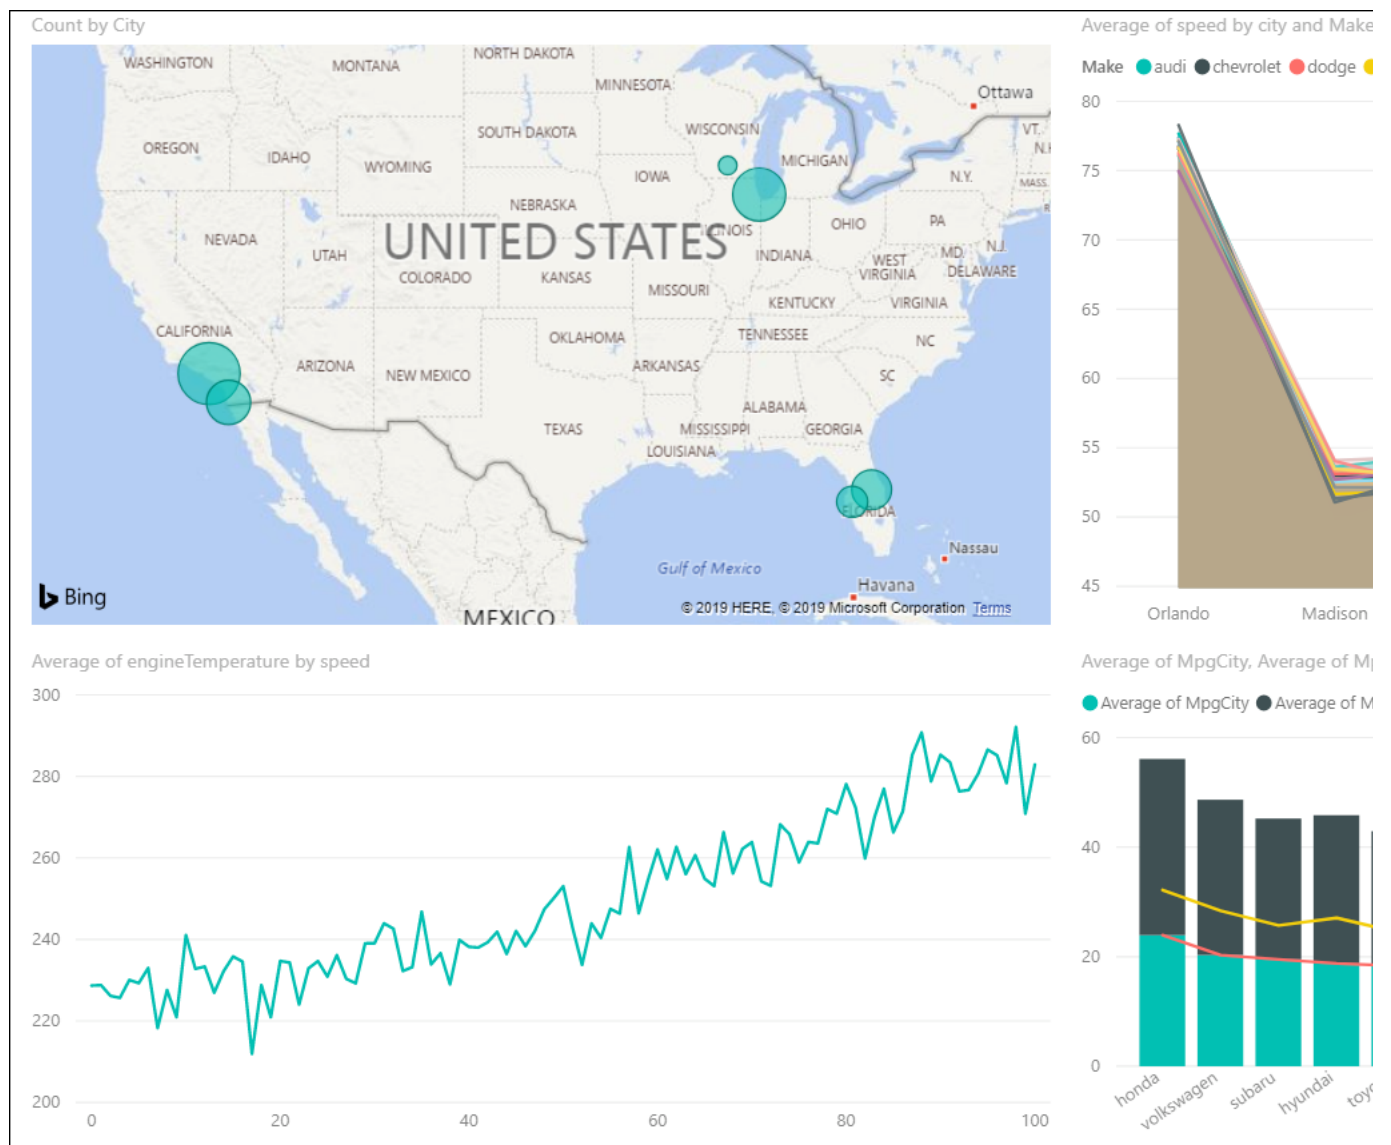 Count by City
WASHINGTON
MONTANA
NORTH DAKOTA
MINNESOTA
Ottawa
OREGON
IDAHO
WYOMING
SOUTH DAKOTA
WISCONSIN
MICHIGAN
VT.
N.Y.
MASS.
IOWA
NEBRASKA
NEVADA
UTAH
UNITED STATES
COLORADO
KANSAS
MISSOURI
INDIANA
OHIO
PA
WEST
VIRGINIA
MD.
N.J.
DELAWARE
KENTUCKY
VIRGINIA
CALIFORNIA
ARIZONA
NEW MEXICO
OKLAHOMA
ARKANSAS
TENNESSEE
NC
SC
ALABAMA
TEXAS
MISSISSIPPI
GEORGIA
LOUISIANA
FLORIDA
Gulf of Mexico
Nassau
Havana
Bing
MEXICO
© 2019 HERE, © 2019 Microsoft Corporation Terms
Average of speed by city and Make
Make audi chevrolet dodge
80
75
70
65
60
55
50
45
Orlando Madison
Average of engineTemperature by speed
300
280
260
240
220
200
0 20 40 60 80 100
Average of MpgCity, Average of
Average of MpgCity Average of
60
40
20
0
honda volkswagen subaru hyundai